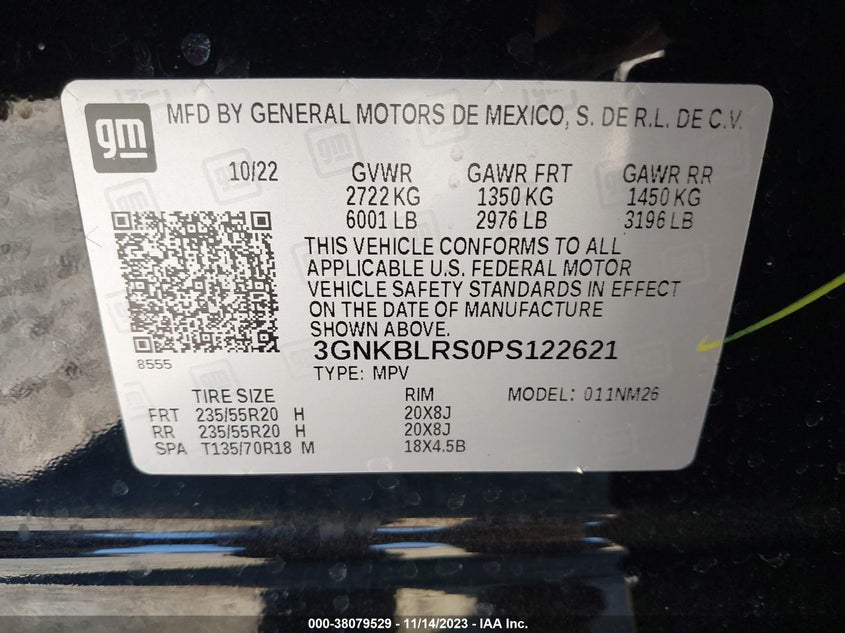 gm
MFD BY GENERAL MOTORS DE MEXICO, S. DE R.L. DE C.V.
10/22 GVWR GAWR FRT GAWR RR
2722 KG 1350 KG 1450 KG
6001 LB 2976 LB 3196 LB
THIS VEHICLE CONFORMS TO ALL
APPLICABLE U.S. FEDERAL MOTOR
VEHICLE SAFETY STANDARDS IN EFFECT
ON THE DATE OF MANUFACTURE
SHOWN ABOVE.
3GNKBLRS0PS122621
8555
TYPE: MPV
TIRE SIZE RIM MODEL: 011NM26
FRT 235/55R20 H 20X8J
RR 235/55R20 H 20X8J
SPA T135/70R18 M 18X4.5B
000-38079529 - 11/14/2023 - IAA Inc.